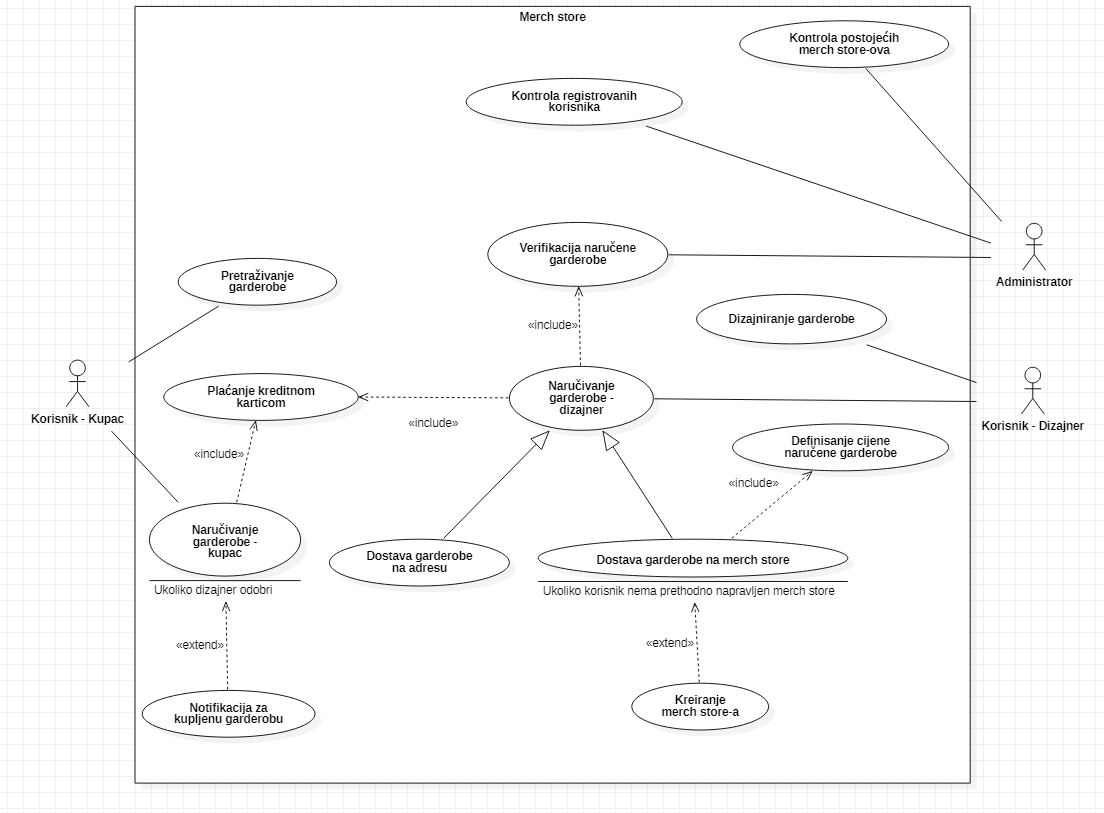 Merch store
Kontrola postojećih
merch store-ova
Kontrola registrovanih
korisnika
Verifikacija naručene
garderobe
Administrator
Pretraživanje
garderobe
«include»
Dizajniranje garderobe
Plaćanje kreditnom
karticom
Naručivanje
garderobe -
dizajner
Korisnik - Kupac
«include»
Korisnik - Dizajner
Definisanje cijene
naručene garderobe
«include»
«include»
Naručivanje
garderobe -
kupac
Dostava garderobe
na adresu
Dostava garderobe na merch store
Ukoliko dizajner odobri
Ukoliko korisnik nema prethodno napravljen merch store
«extend»
«extend»
Notifikacija za
kupljenu garderobu
Kreiranje
merch store-a